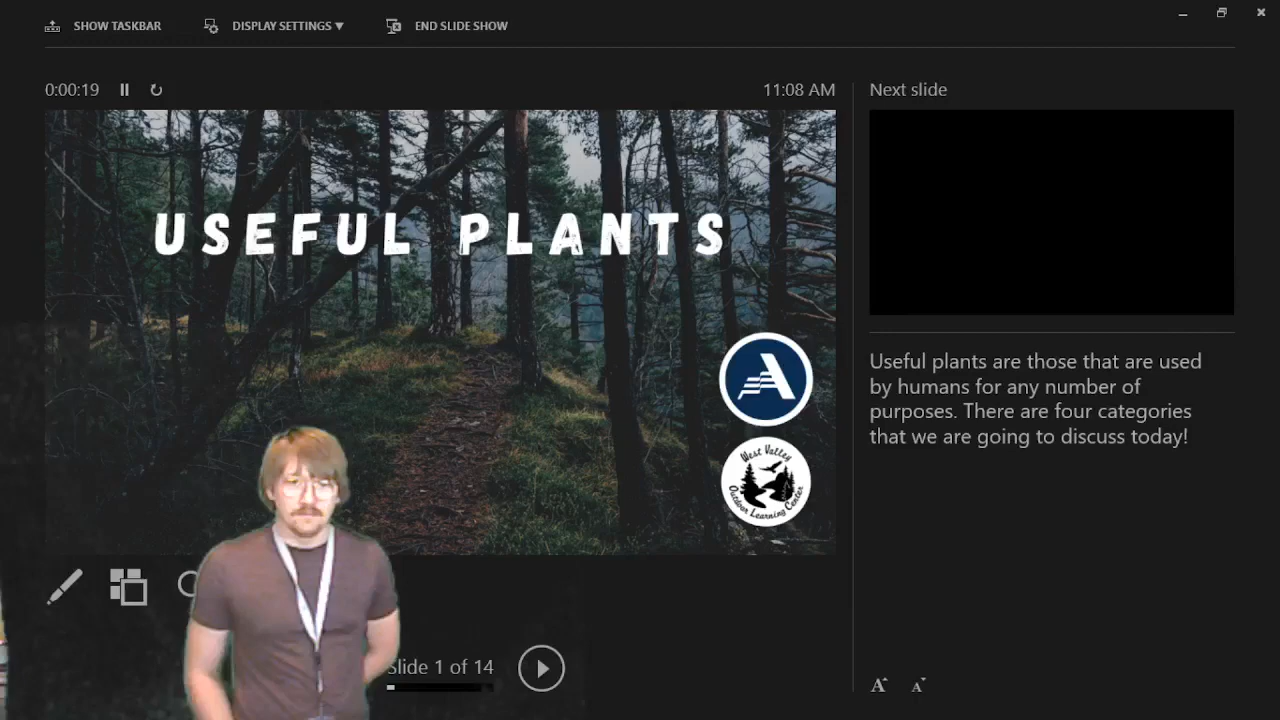 SHOW TASKBAR
DISPLAY SETTINGS ▼
END SLIDE SHOW
0:00:19
11:08 AM
Next slide
USEFUL PLANTS
A
West Valley
Outdoor Learning Center
Useful plants are those that are used
by humans for any number of
purposes. There are four categories
that we are going to discuss today!
Slide 1 of 14
A
A